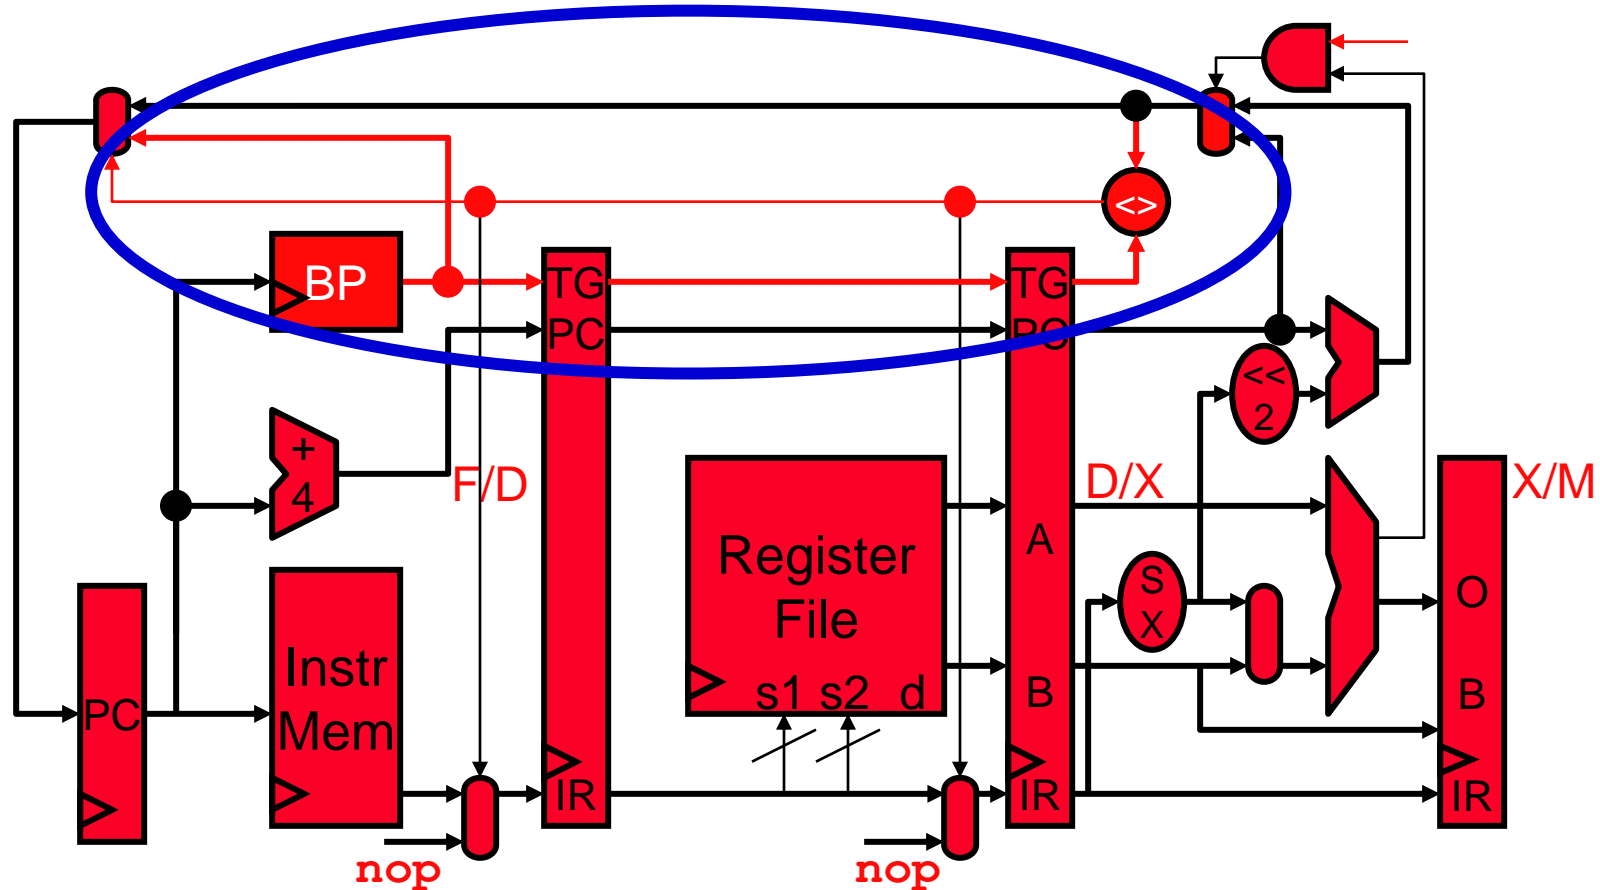 <>
BP
TG
PC
TG
PC
<<
2
+
4
F/D
D/X
X/M
Register
File
s1 s2 d
A
B
S
X
O
B
IR
Instr
Mem
PC
IR
IR
nop
nop